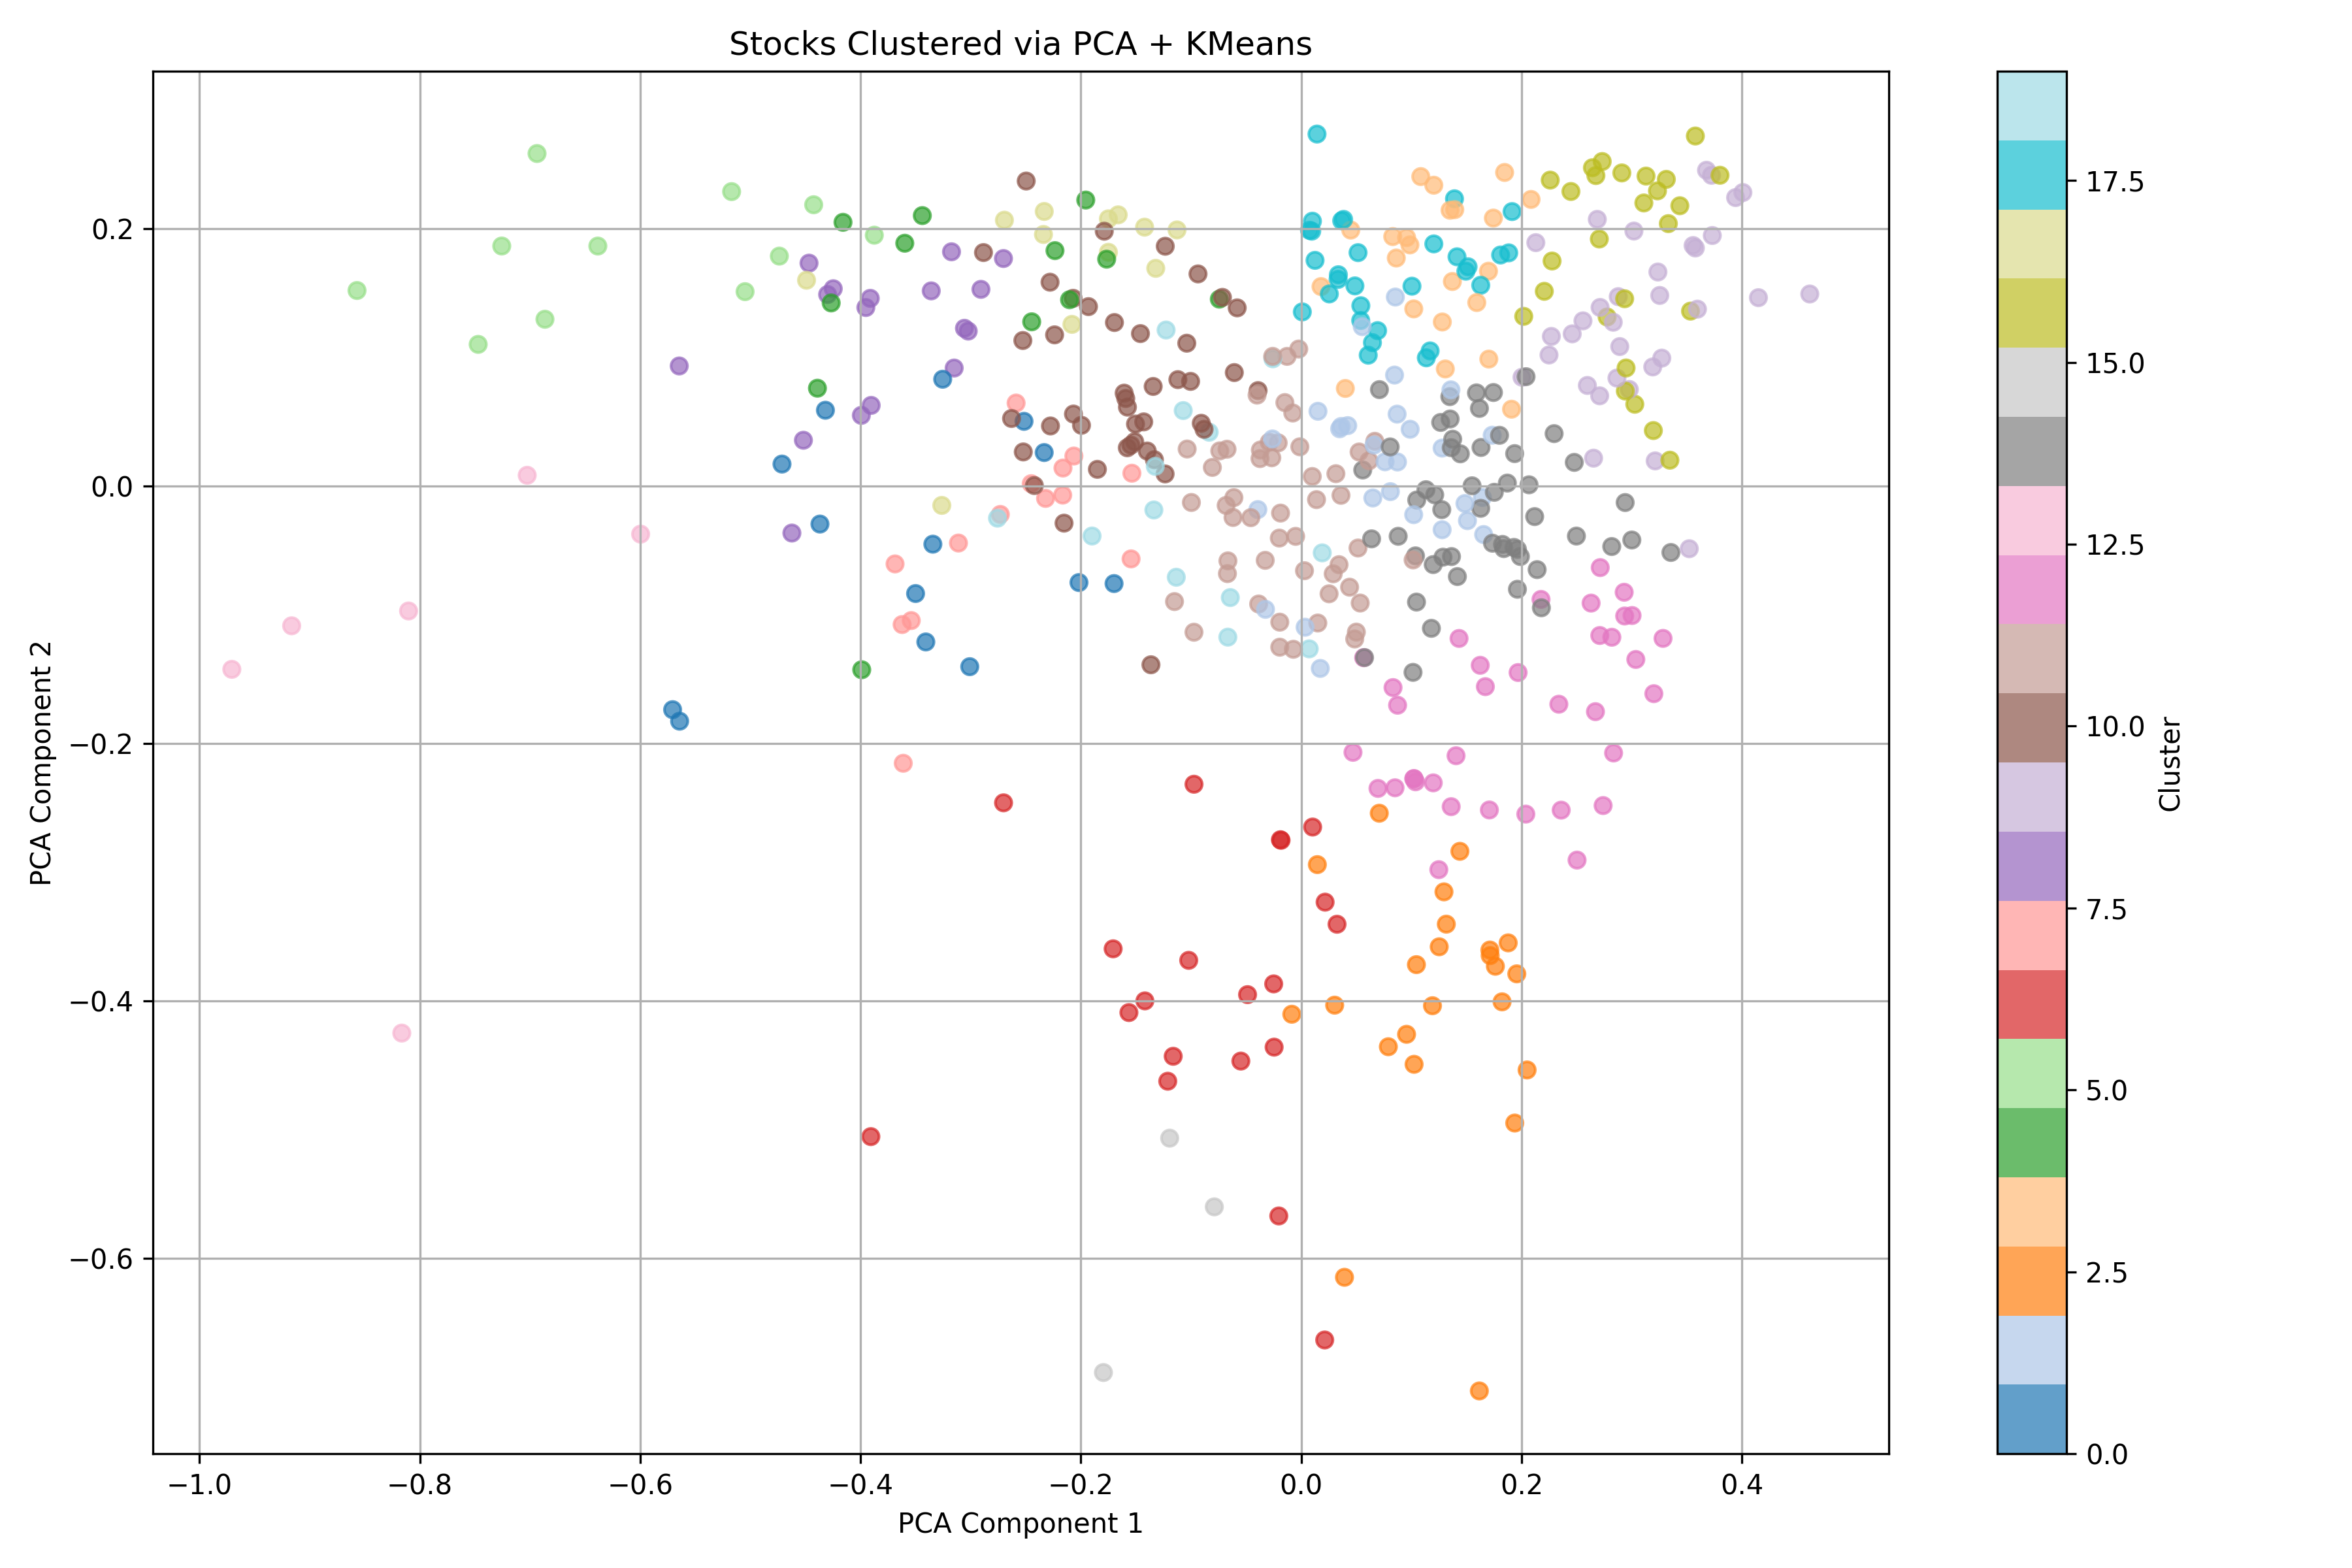 Stocks Clustered via PCA + KMeans
0.2
0.0
−0.2
−0.4
−0.6
PCA Component 2
−1.0 −0.8 −0.6 −0.4 −0.2 0.0 0.2 0.4
PCA Component 1
17.5
15.0
12.5
10.0
7.5
5.0
2.5
0.0
Cluster